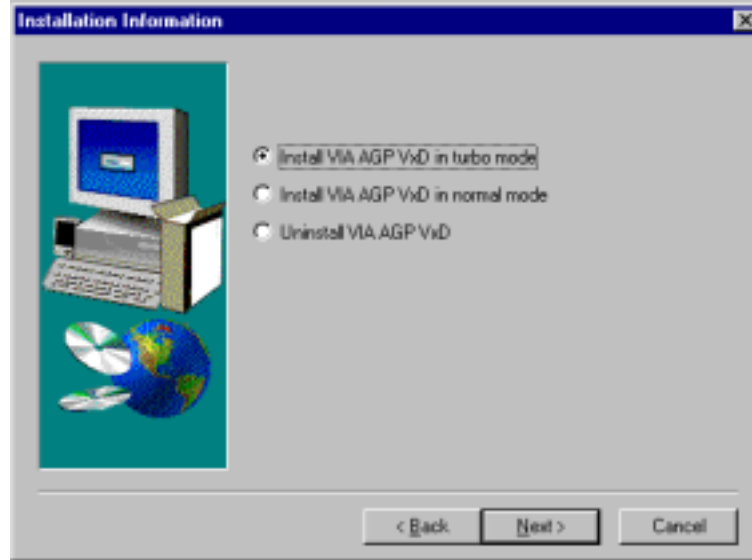 Installation Information
Install VIA AGP VxD in turbo mode
Install VIA AGP VxD in normal mode
Uninstall VIA AGP VxD
< Back
Next >
Cancel